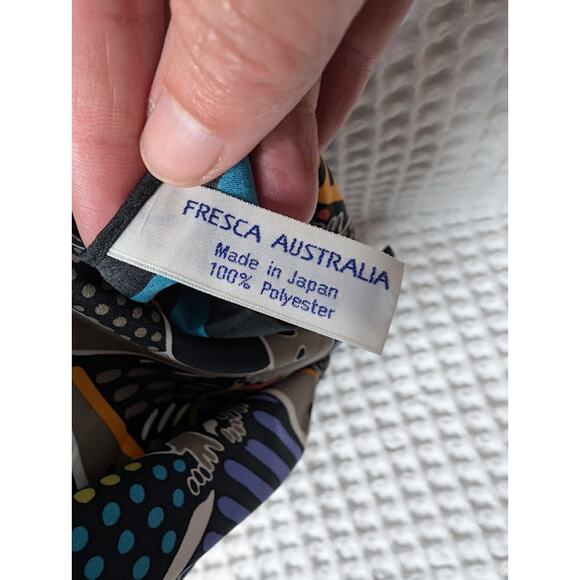 FRESCA AUSTRALIA
Made in Japan
100% Polyester